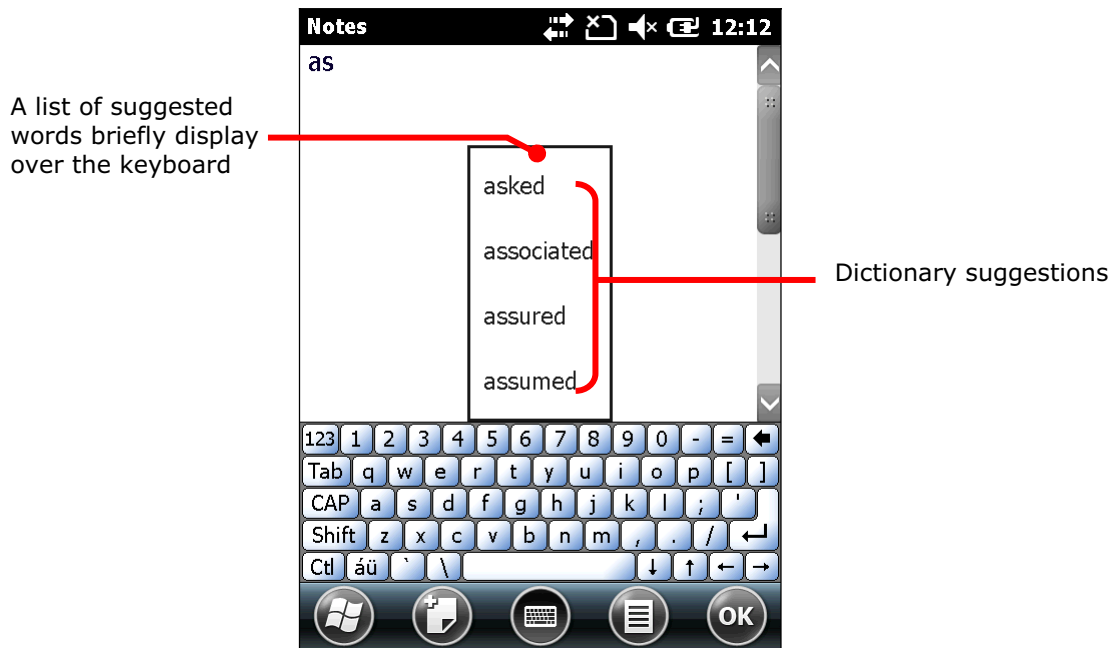 Notes 12:12
as
A list of suggested
words briefly display
over the keyboard
asked
associated
Dictionary suggestions
assured
assumed
123 1 2 3 4 5 6 7 8 9 0 - = 
Tab q w e r t y u i o p [ ]
CAP a s d f g h j k l ; '
Shift z x c v b n m , . /
Ctl áü ` \ ↓ ↑ ← →
OK